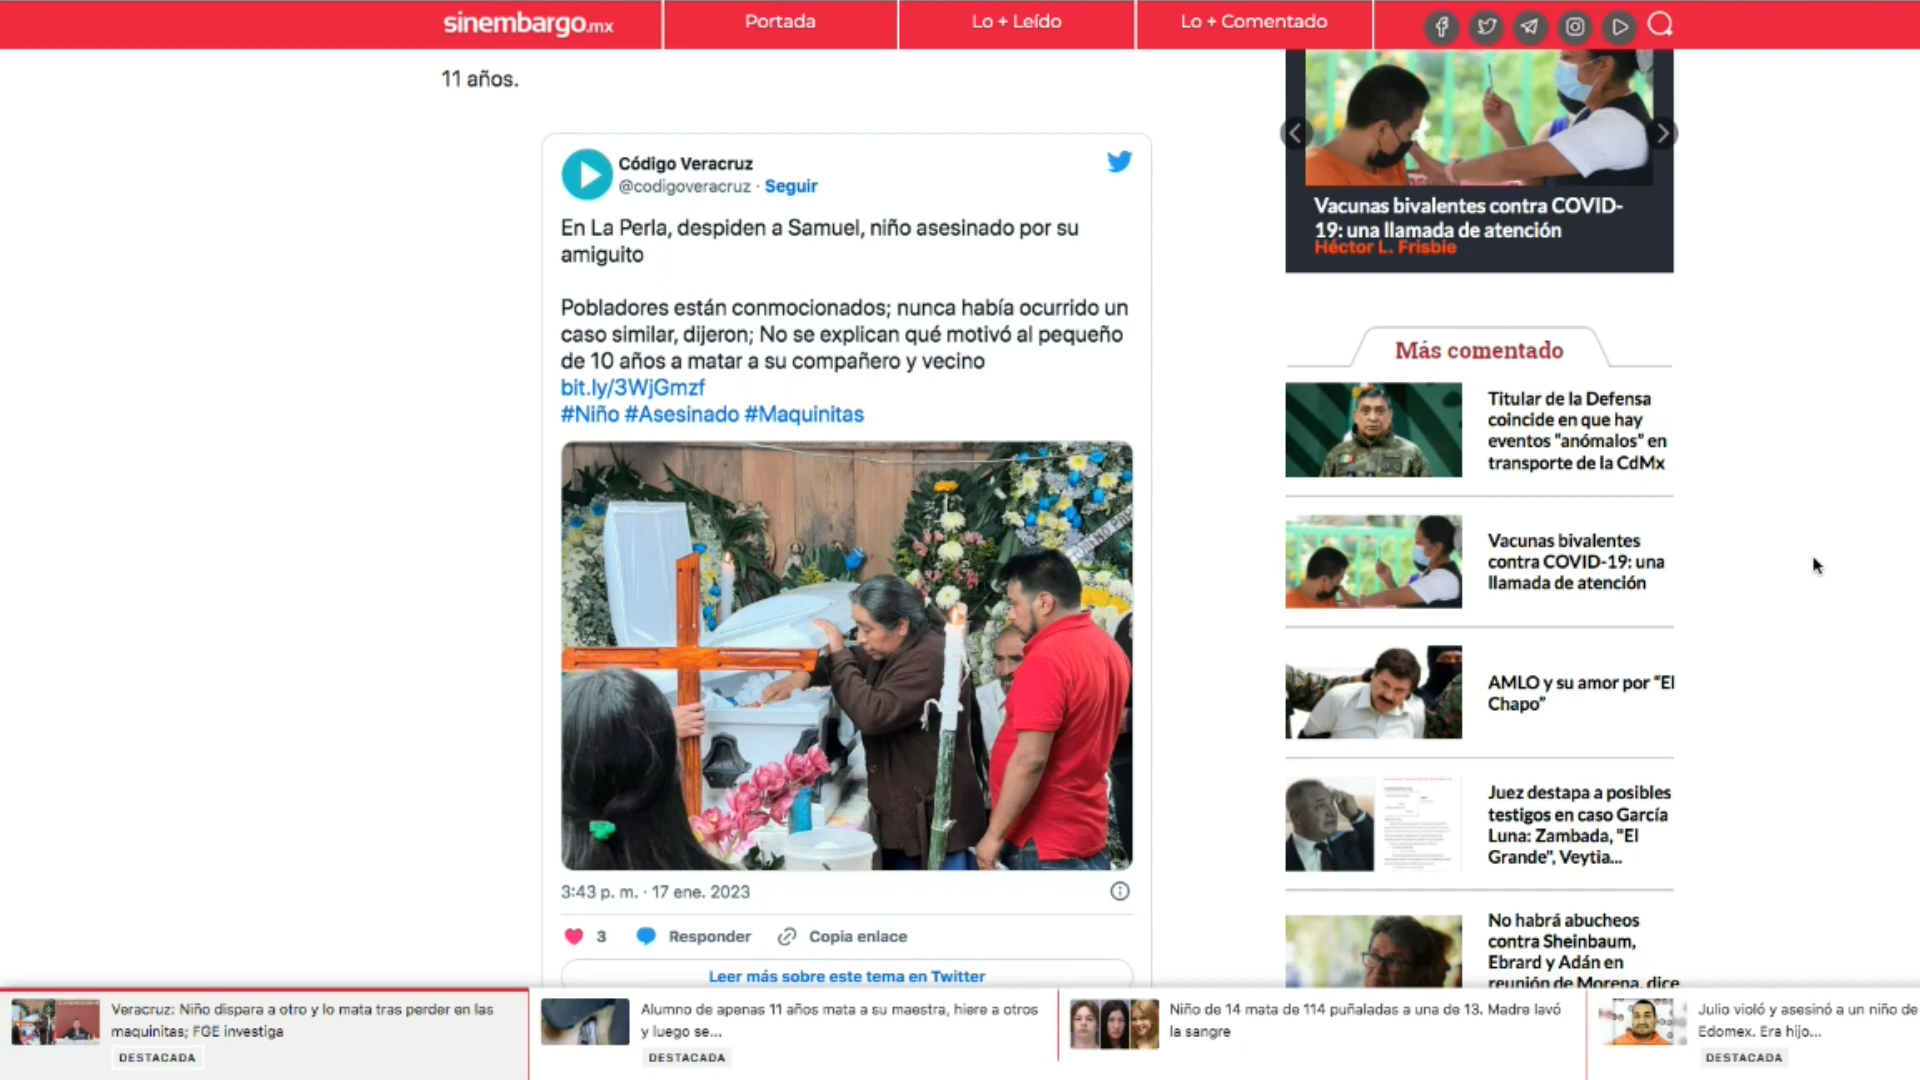 sinembargo.mx
Portada
Lo + Leído
Lo + Comentado
11 años.
Código Veracruz
@codigoveracruz · Seguir
En La Perla, despiden a Samuel, niño asesinado por su
amiguito
Pobladores están conmocionados; nunca había ocurrido un
caso similar, dijeron; No se explican qué motivó al pequeño
de 10 años a matar a su compañero y vecino
bit.ly/3WjGmzf
#Niño #Asesinado #Maquinitas
3:43 p. m. · 17 ene. 2023
3 Responder Copia enlace
Leer más sobre este tema en Twitter
Vacunas bivalentes contra COVID-
19: una llamada de atención
Héctor L. Frisbie
Más comentado
Titular de la Defensa
coincide en que hay
eventos "anómalos" en
transporte de la CdMx
Vacunas bivalentes
contra COVID-19: una
llamada de atención
AMLO y su amor por “El
Chapo”
Juez destapa a posibles
testigos en caso García
Luna: Zambada, "El
Grande", Veytia...
No habrá abucheos
contra Sheinbaum,
Ebrard y Adán en
reunión de Morena, dice
Veracruz: Niño dispara a otro y lo mata tras perder en las
maquinitas; FGE investiga
DESTACADA
Alumno de apenas 11 años mata a su maestra, hiere a otros
y luego se...
DESTACADA
Niño de 14 mata de 114 puñaladas a una de 13. Madre lavó
la sangre
Julio violó y asesinó a un niño de
Edomex. Era hijo...
DESTACADA